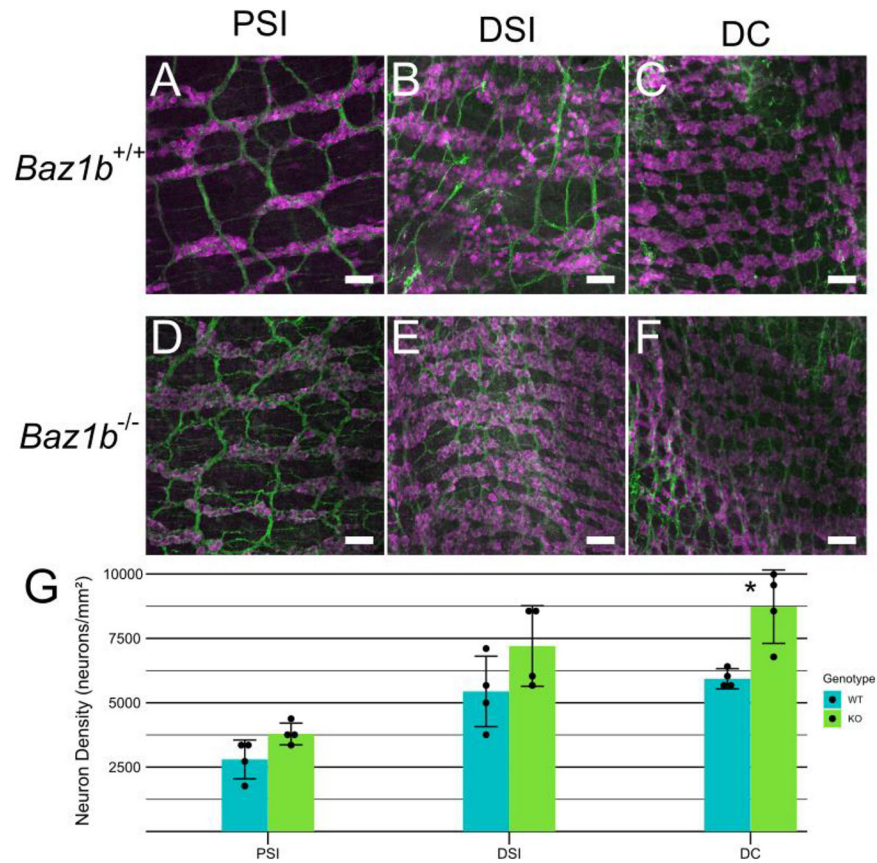 PSI DSI DC
A B C
Baz1b+/+
D E F
Baz1b-/-
G
Neuron Density (neurons/mm²)
10000
7500
5000
2500
*
PSI DSI DC
Genotype
WT
KO